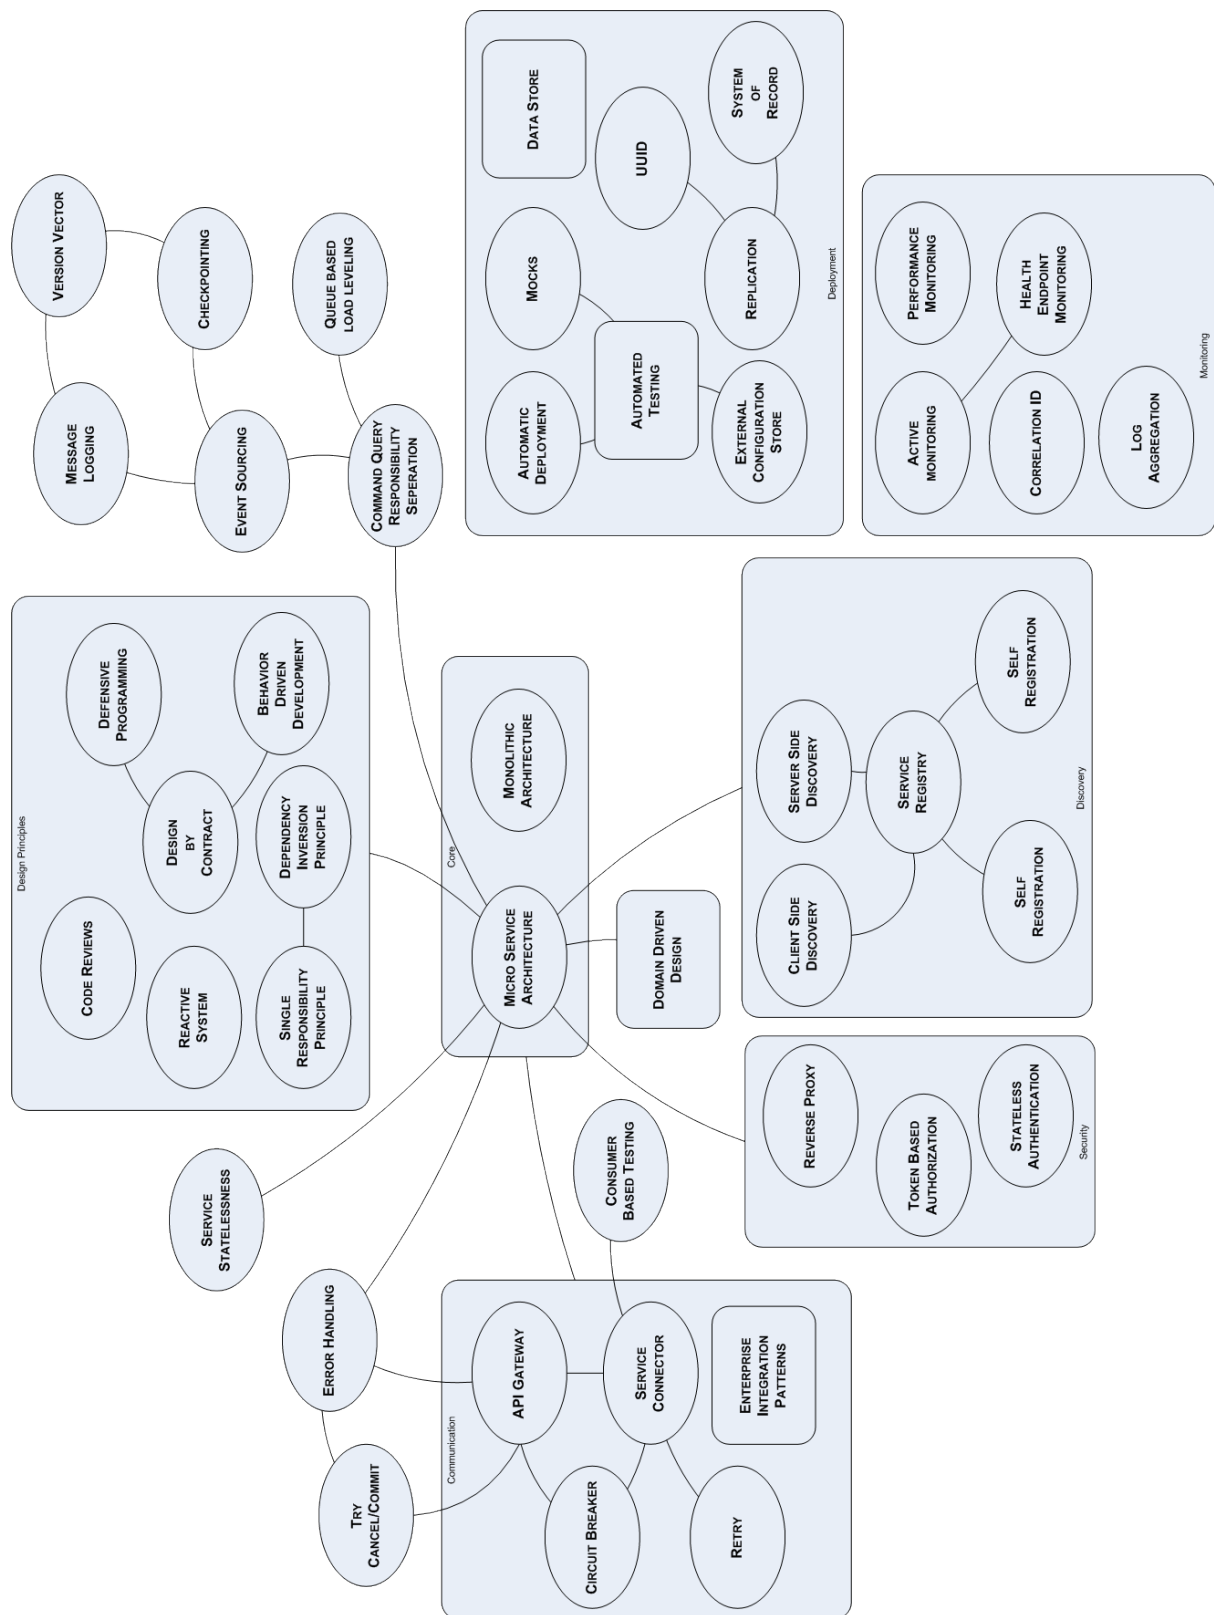 Communication
TRY
CANCEL/COMMIT
ERROR HANDLING
SERVICE
STATELESSNESS
API GATEWAY
CIRCUIT BREAKER
SERVICE
CONNECTOR
RETRY
ENTERPRISE
INTEGRATION
PATTERNS
CONSUMER
BASED TESTING
Design Principles
CODE REVIEWS
REACTIVE
SYSTEM
SINGLE
RESPONSIBILITY
PRINCIPLE
DEFENSIVE
PROGRAMMING
DESIGN
BY
CONTRACT
DEPENDENCY
INVERSION
PRINCIPLE
BEHAVIOR
DRIVEN
DEVELOPMENT
Core
MICRO SERVICE
ARCHITECTURE
MONOLITHIC
ARCHITECTURE
DOMAIN DRIVEN
DESIGN
REVERSE PROXY
TOKEN BASED
AUTHORIZATION
STATELESS
AUTHENTICATION
Security
CLIENT SIDE
DISCOVERY
SERVER SIDE
DISCOVERY
SERVICE
REGISTRY
SELF
REGISTRATION
SELF
REGISTRATION
Discovery
MESSAGE
LOGGING
VERSION VECTOR
EVENT SOURCING
CHECKPOINTING
COMMAND QUERY
RESPONSIBILITY
SEPERATION
QUEUE BASED
LOAD LEVELING
AUTOMATIC
DEPLOYMENT
MOCKS
DATA STORE
AUTOMATED
TESTING
UUID
EXTERNAL
CONFIGURATION
STORE
REPLICATION
SYSTEM
OF
RECORD
Deployment
ACTIVE
MONITORING
PERFORMANCE
MONITORING
CORRELATION ID
HEALTH
ENDPOINT
MONITORING
LOG
AGGREGATION
Monitoring